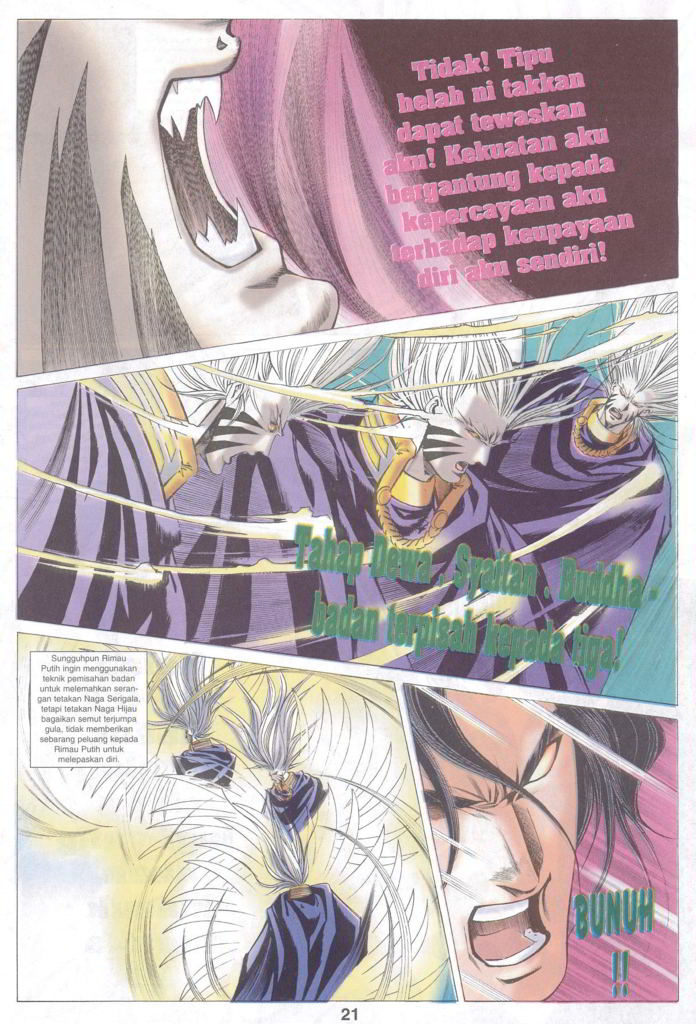 Tidak! Tipu
helah ni takkan
dapat tewaskan
aku! Kekuatan aku
bergantung kepada
kepercayaan aku
terhadap keupayaan
diri aku sendiri!
Tahap Dewa . Syaitan . Buddha -
badan terpisah kepada tiga!
Sungguhpun Rimau
Putih ingin menggunakan
teknik pemisahan badan
untuk melemahkan seran-
gan tetakan Naga Serigala,
tetapi tetakan Naga Hijau
bagaikan semut terjumpa
gula, tidak memberikan
sebarang peluang kepada
Rimau Putih untuk
melepaskan diri.
BUNUH
!!
21